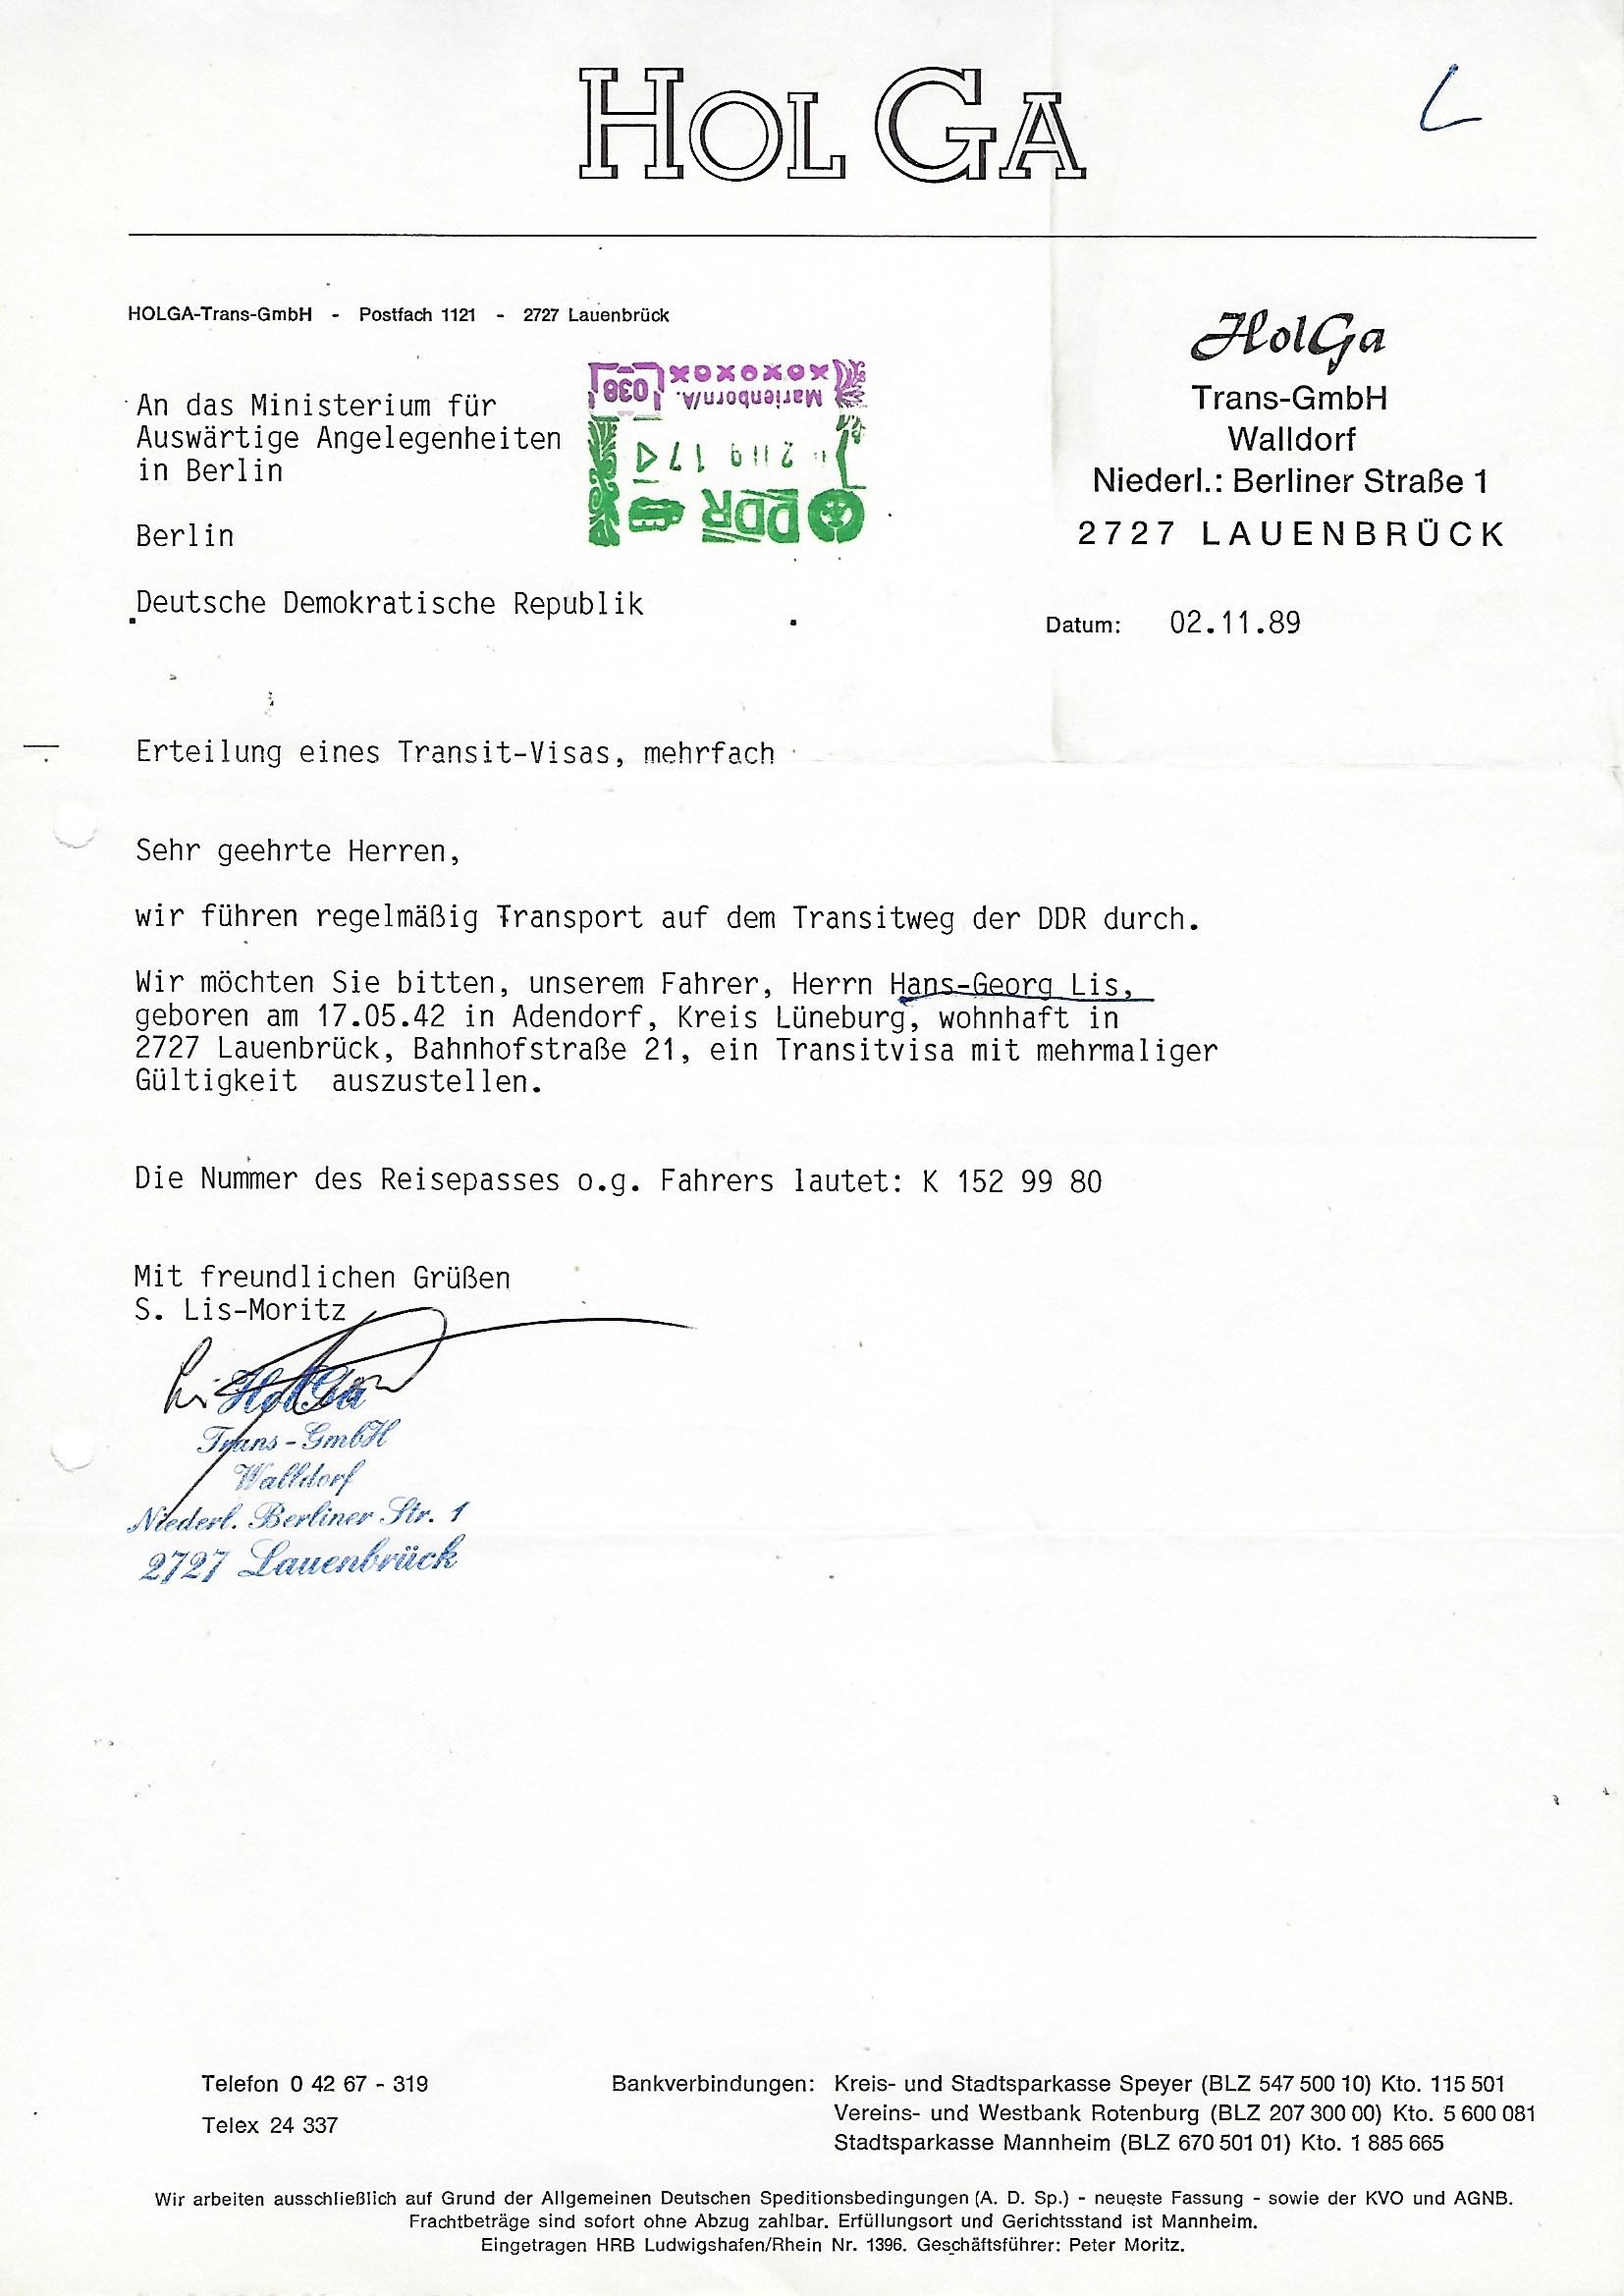 HOLGA
HOLGA-Trans-GmbH - Postfach 1121 - 2727 Lauenbrück
HolGa
Trans-GmbH
Walldorf
Niederl.: Berliner Straße 1
2727 LAUENBRÜCK
An das Ministerium für
Auswärtige Angelegenheiten
in Berlin
Berlin
Deutsche Demokratische Republik
DDR
Marienborn/A.
038
Datum: 02.11.89
Erteilung eines Transit-Visas, mehrfach
Sehr geehrte Herren,
wir führen regelmäßig Transport auf dem Transitweg der DDR durch.
Wir möchten Sie bitten, unserem Fahrer, Herrn Hans-Georg Lis,
geboren am 17.05.42 in Adendorf, Kreis Lüneburg, wohnhaft in
2727 Lauenbrück, Bahnhofstraße 21, ein Transitvisa mit mehrmaliger
Gültigkeit auszustellen.
Die Nummer des Reisepasses o.g. Fahrers lautet: K 152 99 80
Mit freundlichen Grüßen
S. Lis-Moritz
HolGa
Trans-GmbH
Walldorf
Niederl. Berliner Str. 1
2727 Lauenbrück
Telefon 0 42 67 - 319
Telex 24 337
Bankverbindungen: Kreis- und Stadtsparkasse Speyer (BLZ 547 500 10) Kto. 115 501
Vereins- und Westbank Rotenburg (BLZ 207 300 00) Kto. 5 600 081
Stadtsparkasse Mannheim (BLZ 670 501 01) Kto. 1 885 665
Wir arbeiten ausschließlich auf Grund der Allgemeinen Deutschen Speditionsbedingungen (A. D. Sp.) - neueste Fassung - sowie der KVO und AGNB.
Frachtbeträge sind sofort ohne Abzug zahlbar. Erfüllungsort und Gerichtsstand ist Mannheim.
Eingetragen HRB Ludwigshafen/Rhein Nr. 1396. Geschäftsführer: Peter Moritz.